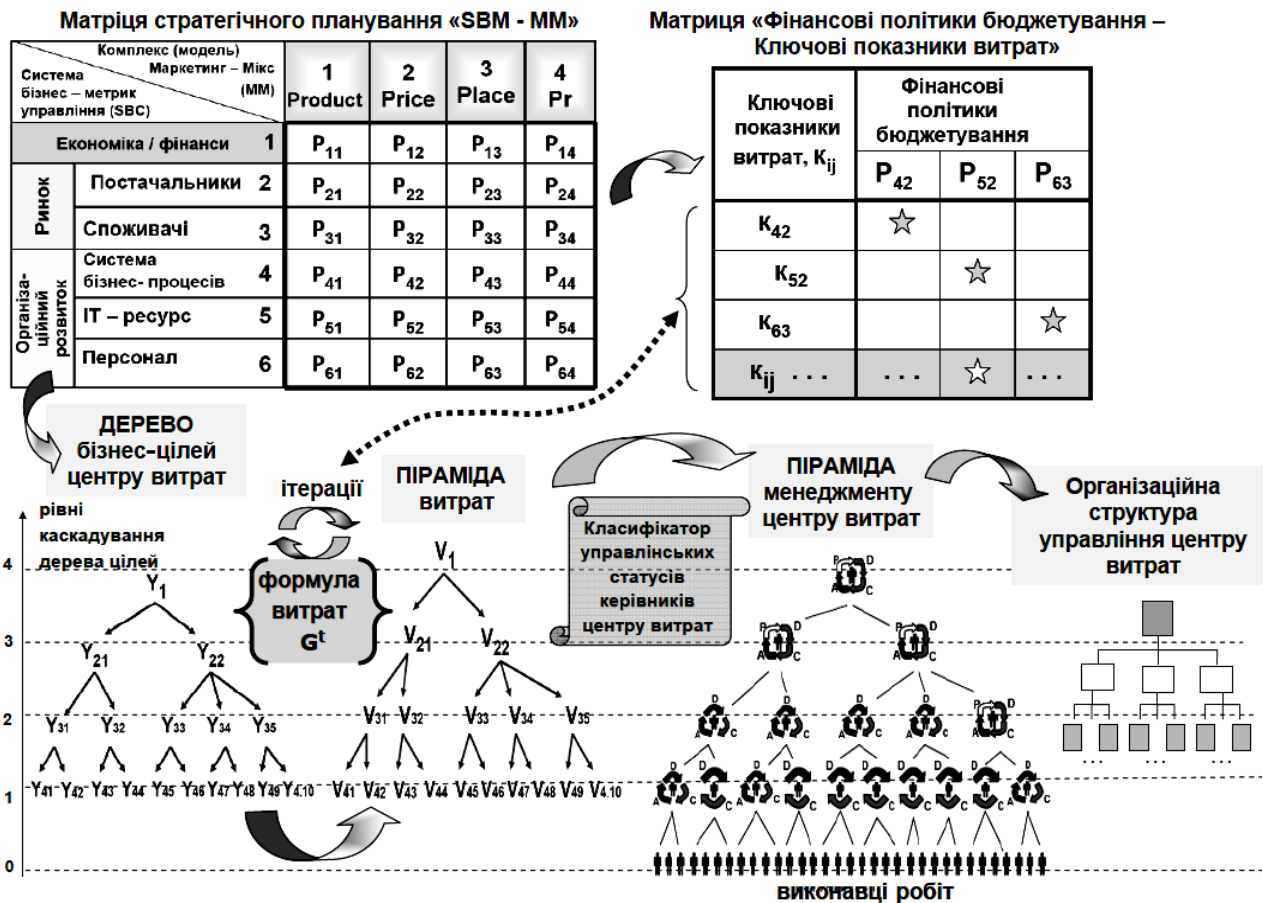 Матріця стратегічного планування «SBM - ММ»
Комплекс (модель)
Маркетинг – Мікс
(ММ)
Система
бізнес – метрик
управління (SBC)
1
Product
2
Price
3
Place
4
Pr
Економіка / фінанси 1 P11 P12 P13 P14
Ринок
Постачальники 2 P21 P22 P23 P24
Споживачі 3 P31 P32 P33 P34
Організа-
ційний
розвиток
Система
бізнес- процесів 4 P41 P42 P43 P44
ІТ – ресурс 5 P51 P52 P53 P54
Персонал 6 P61 P62 P63 P64
Матриця «Фінансові політики бюджетування –
Ключові показники витрат»
Ключові
показники
витрат, Kij
Фінансові
політики
бюджетування
P42 P52 P63
К42
К52
К63
Kij . . . . . . . . .
ДЕРЕВО
бізнес-цілей
центру витрат
ітерації
ПІРАМІДА
витрат
ПІРАМІДА
менеджменту
центру витрат
Організаційна
структура
управління центру
витрат
рівні
каскадування
дерева цілей
формула
витрат
Gt
Класифікатор
управлінських
статусів
керівників
центру витрат
4
3
2
1
0
Y1
Y21 Y22
Y31 Y32 Y33 Y34 Y35
Y41 Y42 Y43 Y44 Y45 Y46 Y47 Y48 Y49 Y4.10
V1
V21 V22
V31 V32 V33 V34 V35
V41 V42 V43 V44 V45 V46 V47 V48 V49 V4.10
P D A C
P D A C P D A C
D A C D A C D A C D A C P D A C
D A C D C D A C D C D C D C D C D C D A C
. . . . . . . . .
виконавці робіт